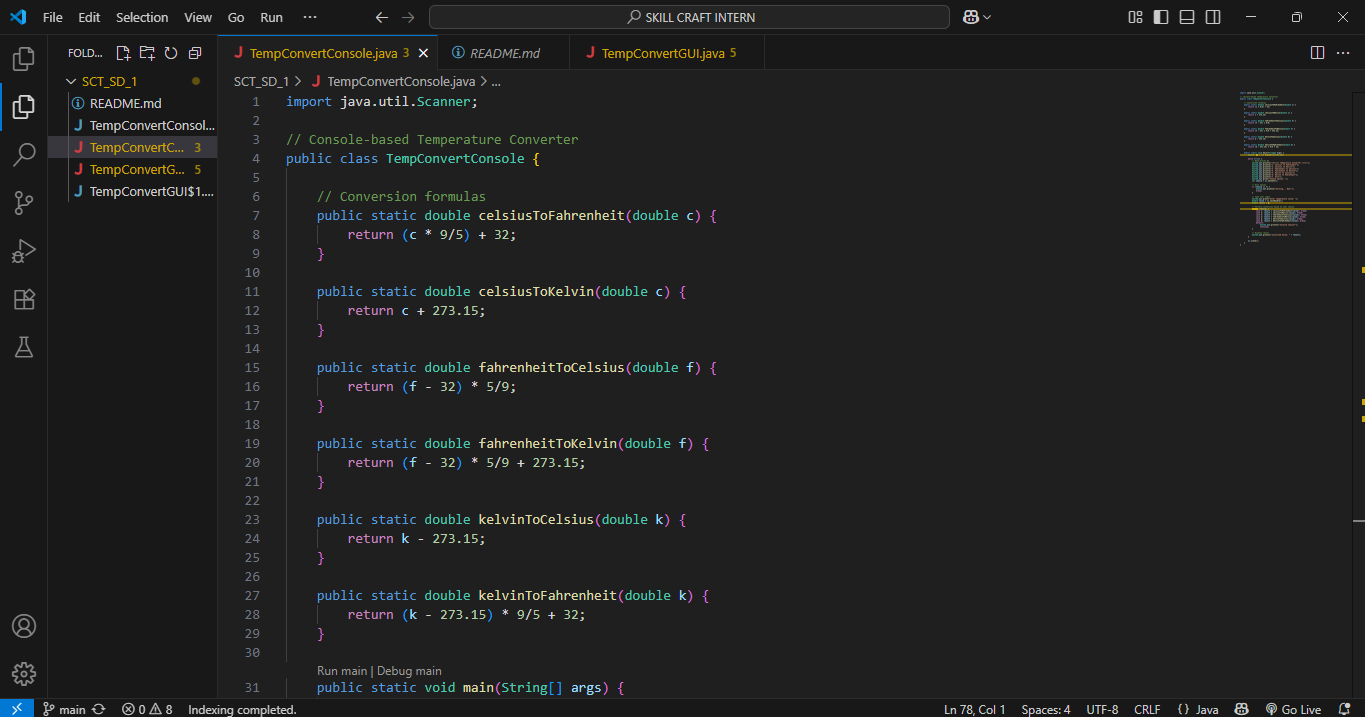 File Edit Selection View Go Run ··· SKILL CRAFT INTERN
FOLD...
SCT_SD_1
README.md
TempConvertConsol...
TempConvertC... 3
TempConvertG... 5
TempConvertGUI$1....
TempConvertConsole.java 3 README.md TempConvertGUI.java 5
SCT_SD_1 > TempConvertConsole.java > ...
1 import java.util.Scanner;
2
3 // Console-based Temperature Converter
4 public class TempConvertConsole {
5
6 // Conversion formulas
7 public static double celsiusToFahrenheit(double c) {
8 return (c * 9/5) + 32;
9 }
10
11 public static double celsiusToKelvin(double c) {
12 return c + 273.15;
13 }
14
15 public static double fahrenheitToCelsius(double f) {
16 return (f - 32) * 5/9;
17 }
18
19 public static double fahrenheitToKelvin(double f) {
20 return (f - 32) * 5/9 + 273.15;
21 }
22
23 public static double kelvinToCelsius(double k) {
24 return k - 273.15;
25 }
26
27 public static double kelvinToFahrenheit(double k) {
28 return (k - 273.15) * 9/5 + 32;
29 }
30
Run main | Debug main
31 public static void main(String[] args) {
main 0 8 Indexing completed. Ln 78, Col 1 Spaces: 4 UTF-8 CRLF {} Java Go Live